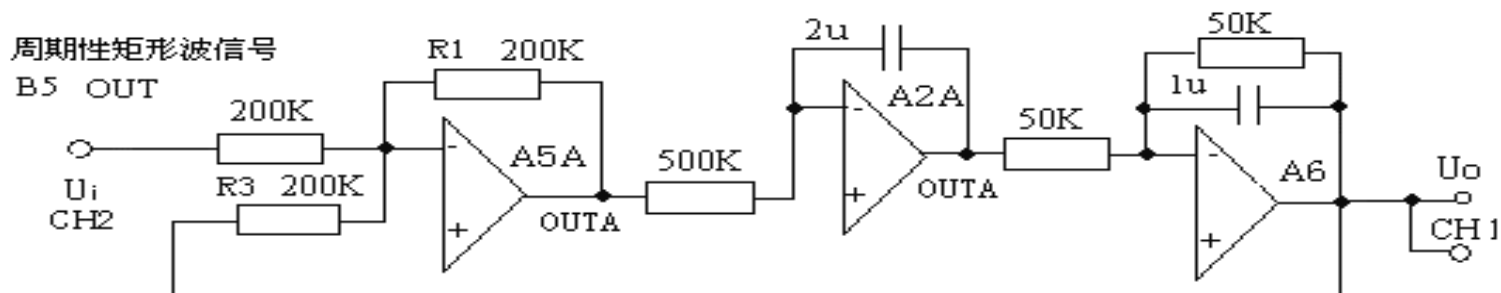 周期性矩形波信号
B5 OUT
Ui
CH2
200K
R3 200K
R1 200K
-
+
A5A
OUTA
500K
2u
-
+
A2A
OUTA
50K
50K
1u
-
+
A6
Uo
CH1